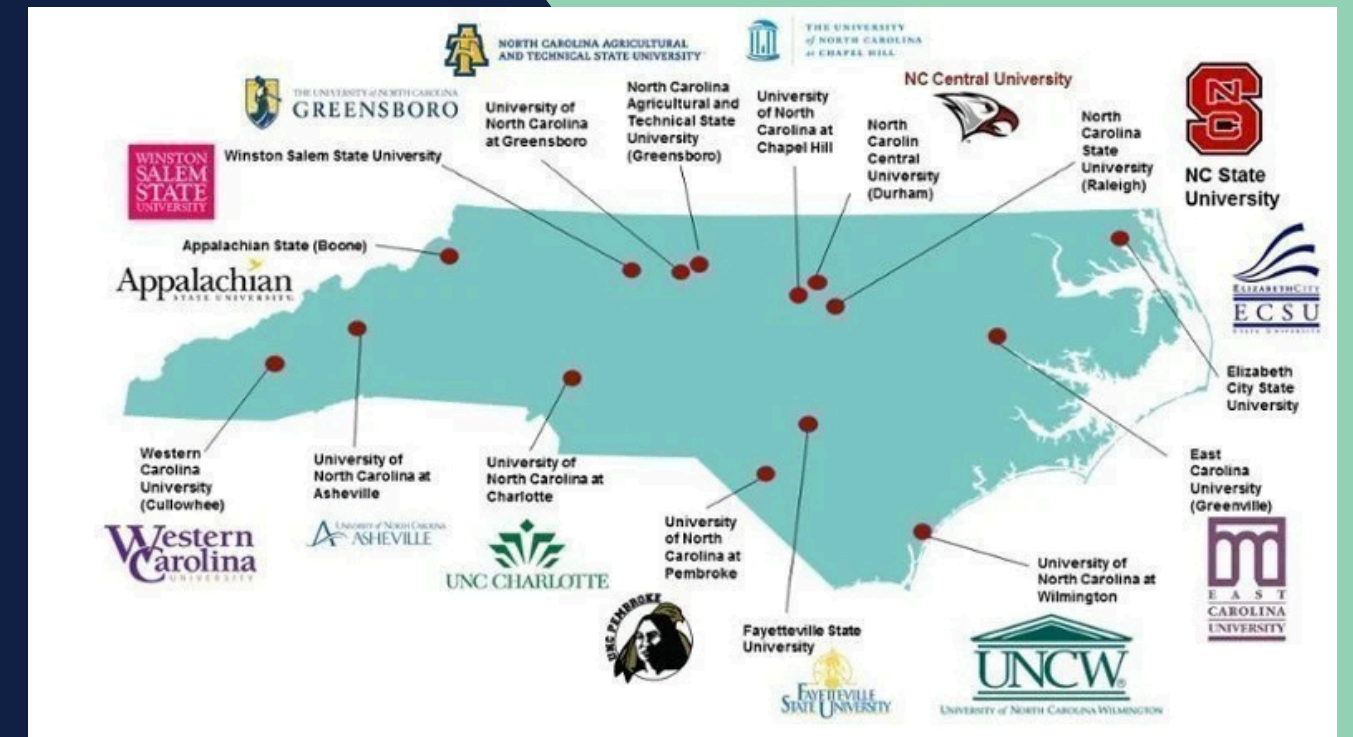 NORTH CAROLINA AGRICULTURAL
AND TECHNICAL STATE UNIVERSITY
THE UNIVERSITY
of NORTH CAROLINA
at CHAPEL HILL
THE UNIVERSITY of NORTH CAROLINA
GREENSBORO
University of
North Carolina
at Greensboro
North Carolina
Agricultural and
Technical State
University
(Greensboro)
University
of North
Carolina at
Chapel Hill
NC Central University
North
Carolin
Central
University
(Durham)
North
Carolina
State
University
(Raleigh)
NC
S
NC State
University
WINSTON
SALEM
STATE
UNIVERSITY
Winston Salem State University
Appalachian State (Boone)
Appalachian
STATE UNIVERSITY
ELIZABETH CITY
ECSU
STATE UNIVERSITY
Elizabeth
City State
University
Western
Carolina
University
(Cullowhee)
Western
Carolina
UNIVERSITY
University of
North Carolina at
Asheville
UNIVERSITY of NORTH CAROLINA
ASHEVILLE
University of
North Carolina at
Charlotte
UNC CHARLOTTE
University
of North
Carolina at
Pembroke
UNC PEMBROKE
Fayetteville State
University
FAYETTEVILLE
STATE UNIVERSITY
University of
North Carolina at
Wilmington
UNCW
UNIVERSITY of NORTH CAROLINA WILMINGTON
East
Carolina
University
(Greenville)
EAST
CAROLINA
UNIVERSITY